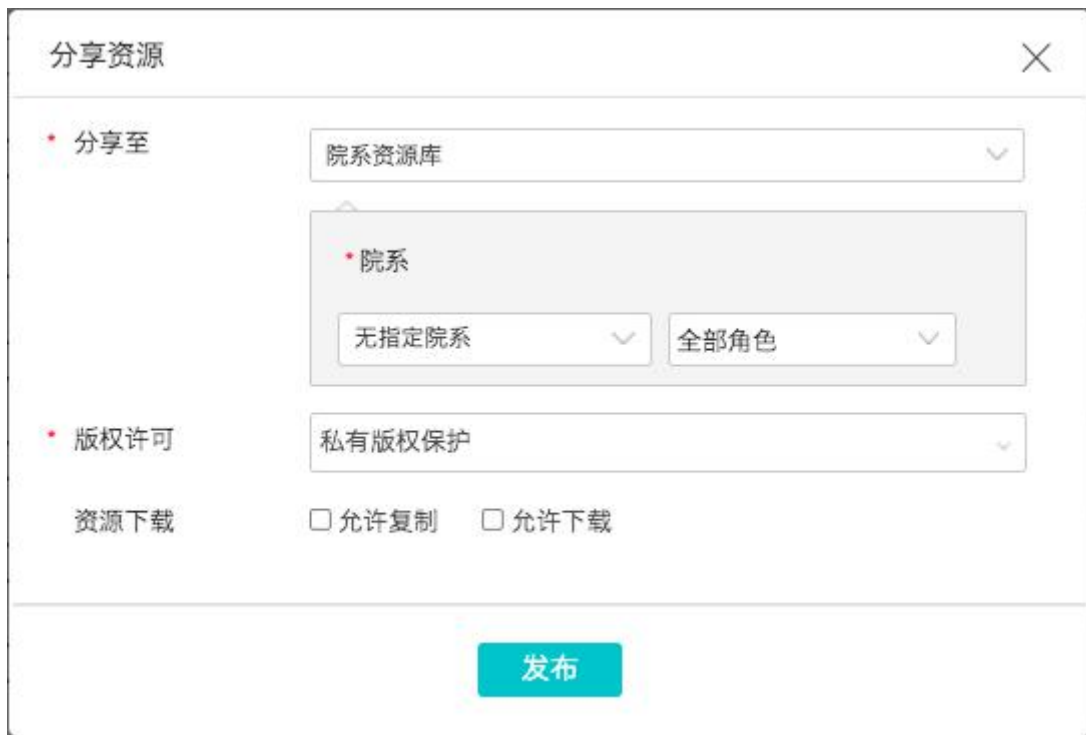 分享资源
* 分享至
院系资源库
* 院系
无指定院系 全部角色
* 版权许可
私有版权保护
资源下载 允许复制 允许下载
发布